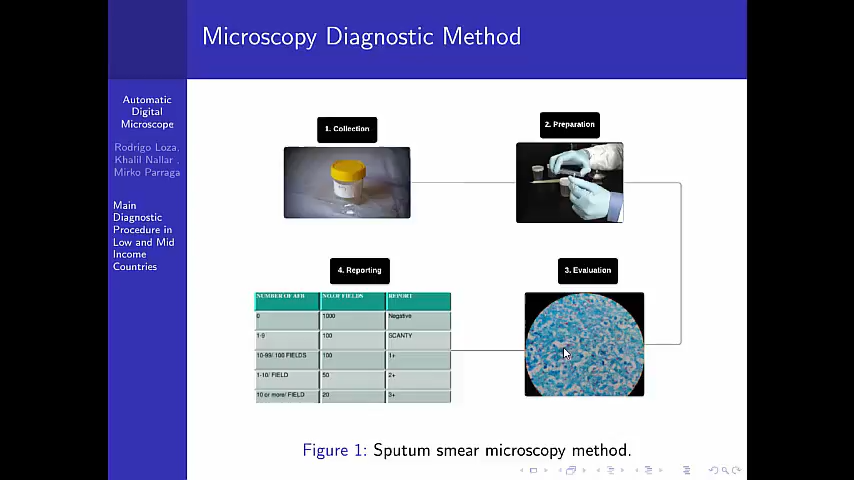 Microscopy Diagnostic Method
Automatic
Digital
Microscope
Rodrigo Loza,
Khalil Nallar ,
Mirko Parraga
Main
Diagnostic
Procedure in
Low and Mid
Income
Countries
1. Collection
2. Preparation
4. Reporting
3. Evaluation
NUMBER OF AFB NO.OF FIELDS REPORT
0 1000 Negative
1-9 100 SCANTY
10-99/ 100 FIELDS 100 1+
1-10/ FIELD 50 2+
10 or more/ FIELD 20 3+
Figure 1: Sputum smear microscopy method.